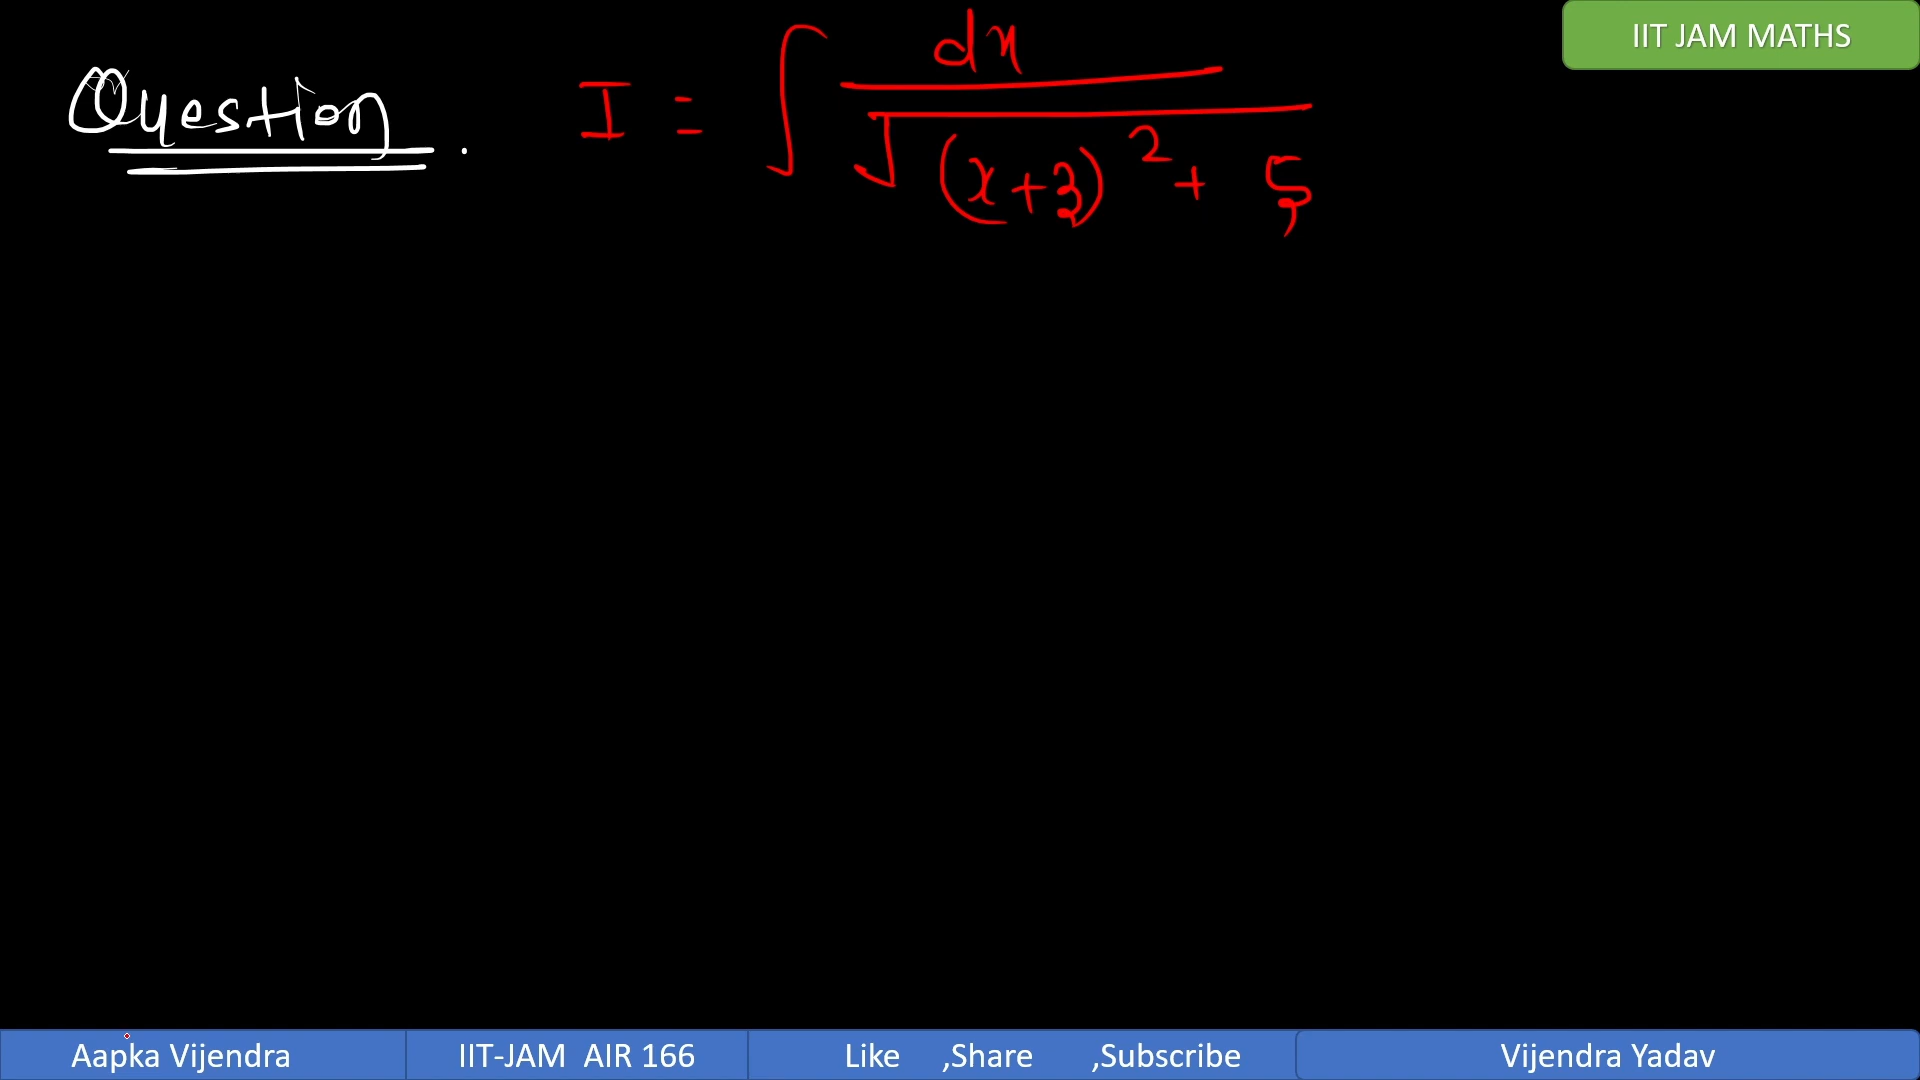 IIT JAM MATHS
Question . I = ∫ dx / √((x+3)² + 5)
Aapka Vijendra
IIT-JAM AIR 166
Like ,Share ,Subscribe
Vijendra Yadav